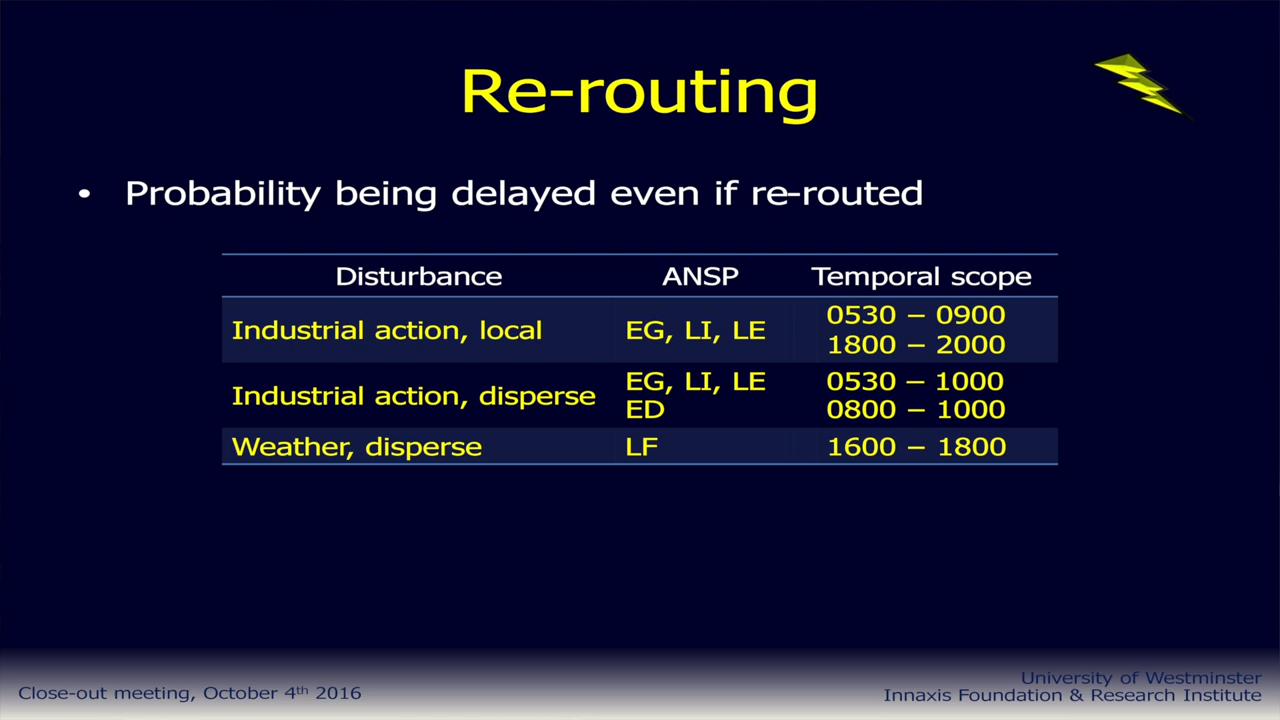 Re-routing
• Probability being delayed even if re-routed
Disturbance ANSP Temporal scope
Industrial action, local EG, LI, LE 0530 – 0900
1800 – 2000
Industrial action, disperse EG, LI, LE 0530 – 1000
ED 0800 – 1000
Weather, disperse LF 1600 – 1800
Close-out meeting, October 4th 2016
University of Westminster
Innaxis Foundation & Research Institute